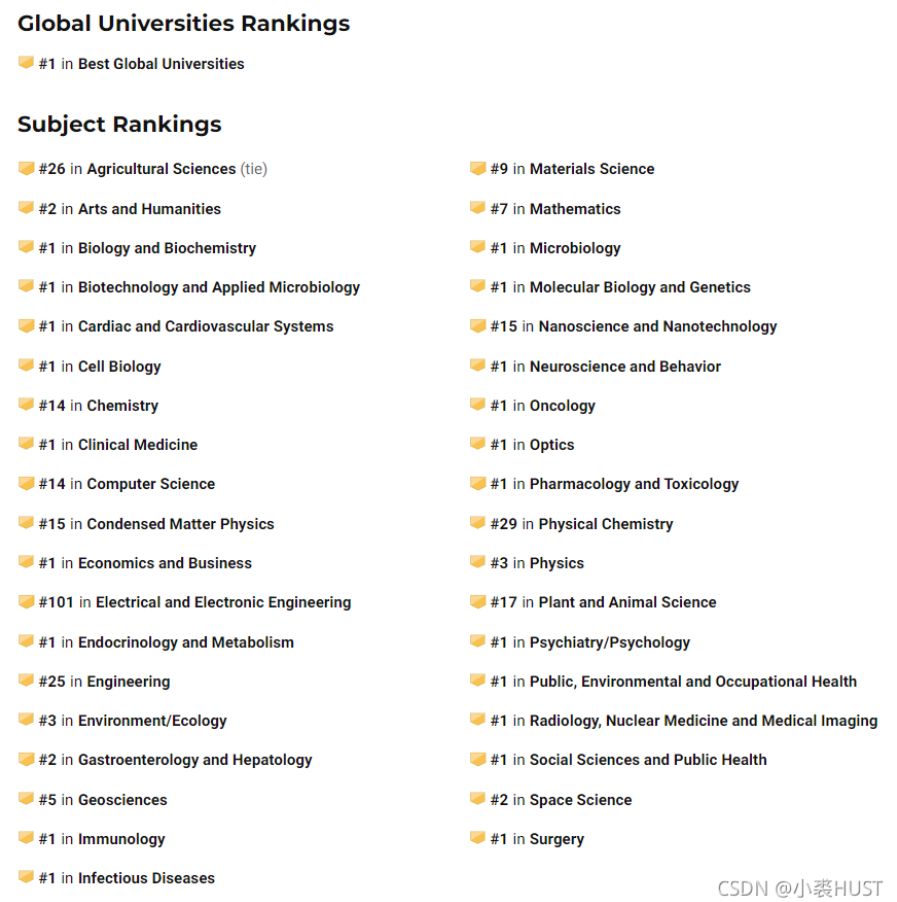 Global Universities Rankings
#1 in Best Global Universities
Subject Rankings
#26 in Agricultural Sciences (tie)
#2 in Arts and Humanities
#1 in Biology and Biochemistry
#1 in Biotechnology and Applied Microbiology
#1 in Cardiac and Cardiovascular Systems
#1 in Cell Biology
#14 in Chemistry
#1 in Clinical Medicine
#14 in Computer Science
#15 in Condensed Matter Physics
#1 in Economics and Business
#101 in Electrical and Electronic Engineering
#1 in Endocrinology and Metabolism
#25 in Engineering
#3 in Environment/Ecology
#2 in Gastroenterology and Hepatology
#5 in Geosciences
#1 in Immunology
#1 in Infectious Diseases
#9 in Materials Science
#7 in Mathematics
#1 in Microbiology
#1 in Molecular Biology and Genetics
#15 in Nanoscience and Nanotechnology
#1 in Neuroscience and Behavior
#1 in Oncology
#1 in Optics
#1 in Pharmacology and Toxicology
#29 in Physical Chemistry
#3 in Physics
#17 in Plant and Animal Science
#1 in Psychiatry/Psychology
#1 in Public, Environmental and Occupational Health
#1 in Radiology, Nuclear Medicine and Medical Imaging
#1 in Social Sciences and Public Health
#2 in Space Science
#1 in Surgery
CSDN @小裘HUST